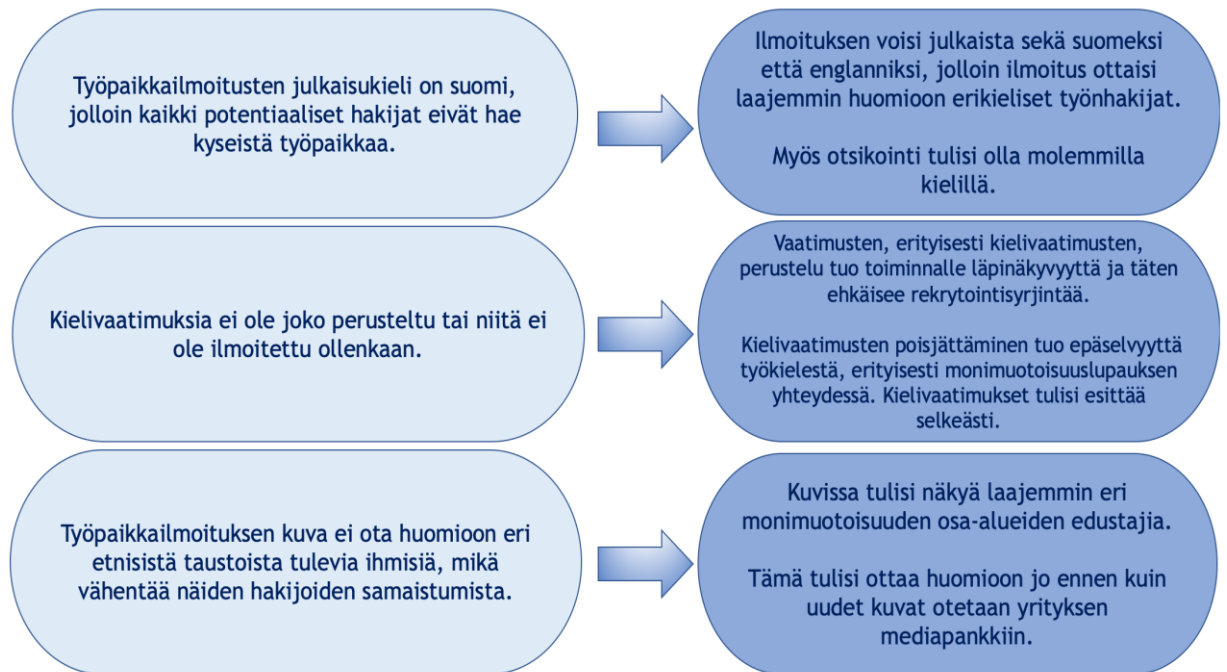 Työpaikkailmoitusten julkaisukieli on suomi,
jolloin kaikki potentiaaliset hakijat eivät hae
kyseistä työpaikkaa.
Ilmoituksen voisi julkaista sekä suomeksi
että englanniksi, jolloin ilmoitus ottaisi
laajemmin huomioon erikieliset työnhakijat.
Myös otsikointi tulisi olla molemmilla
kielillä.
Kielivaatimuksia ei ole joko perusteltu tai niitä ei
ole ilmoitettu ollenkaan.
Vaatimusten, erityisesti kielivaatimusten,
perustelu tuo toiminnalle läpinäkyvyyttä ja täten
ehkäisee rekrytointisyrjintää.
Kielivaatimusten poisjättäminen tuo epäselvyyttä
työkielestä, erityisesti monimuotoisuuslupauksen
yhteydessä. Kielivaatimukset tulisi esittää
selkeästi.
Työpaikkailmoituksen kuva ei ota huomioon eri
etnisistä taustoista tulevia ihmisiä, mikä
vähentää näiden hakijoiden samaistumista.
Kuvissa tulisi näkyä laajemmin eri
monimuotoisuuden osa-alueiden edustajia.
Tämä tulisi ottaa huomioon jo ennen kuin
uudet kuvat otetaan yrityksen
mediapankkiin.